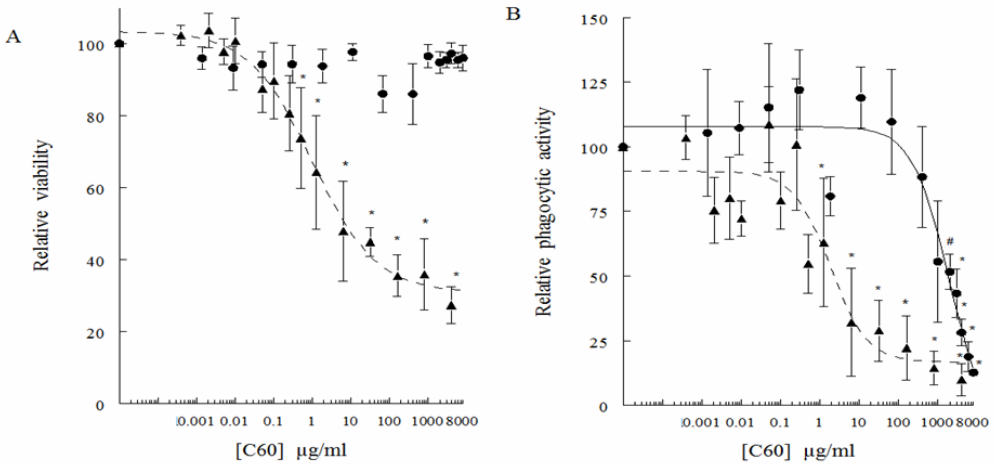 A
Relative viability
100
80
60
40
20
0
0.001 0.01 0.1 1 10 100 1000 8000
[C60] µg/ml
* * * * * * *
B
Relative phagocytic activity
150
125
100
75
50
25
0
0.001 0.01 0.1 1 10 100 1000 8000
[C60] µg/ml
* * * * * * # * * * *